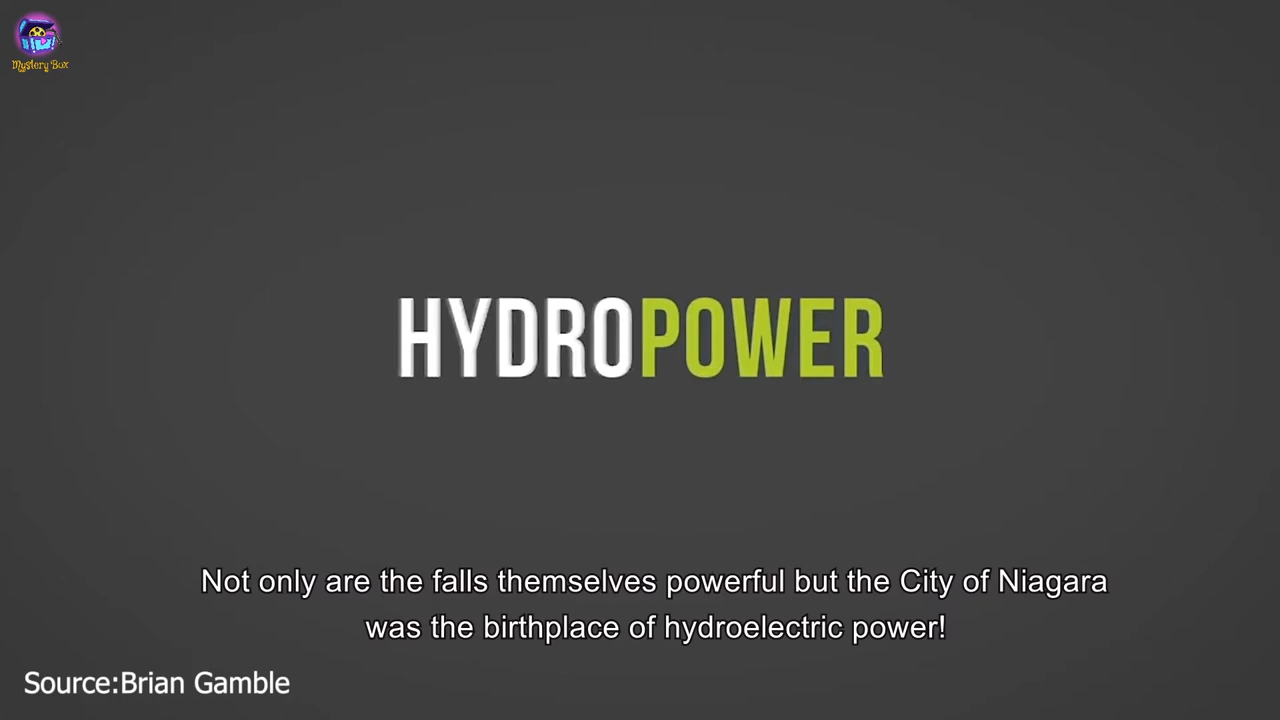 Mystery Box
HYDROPOWER
Not only are the falls themselves powerful but the City of Niagara
was the birthplace of hydroelectric power!
Source:Brian Gamble